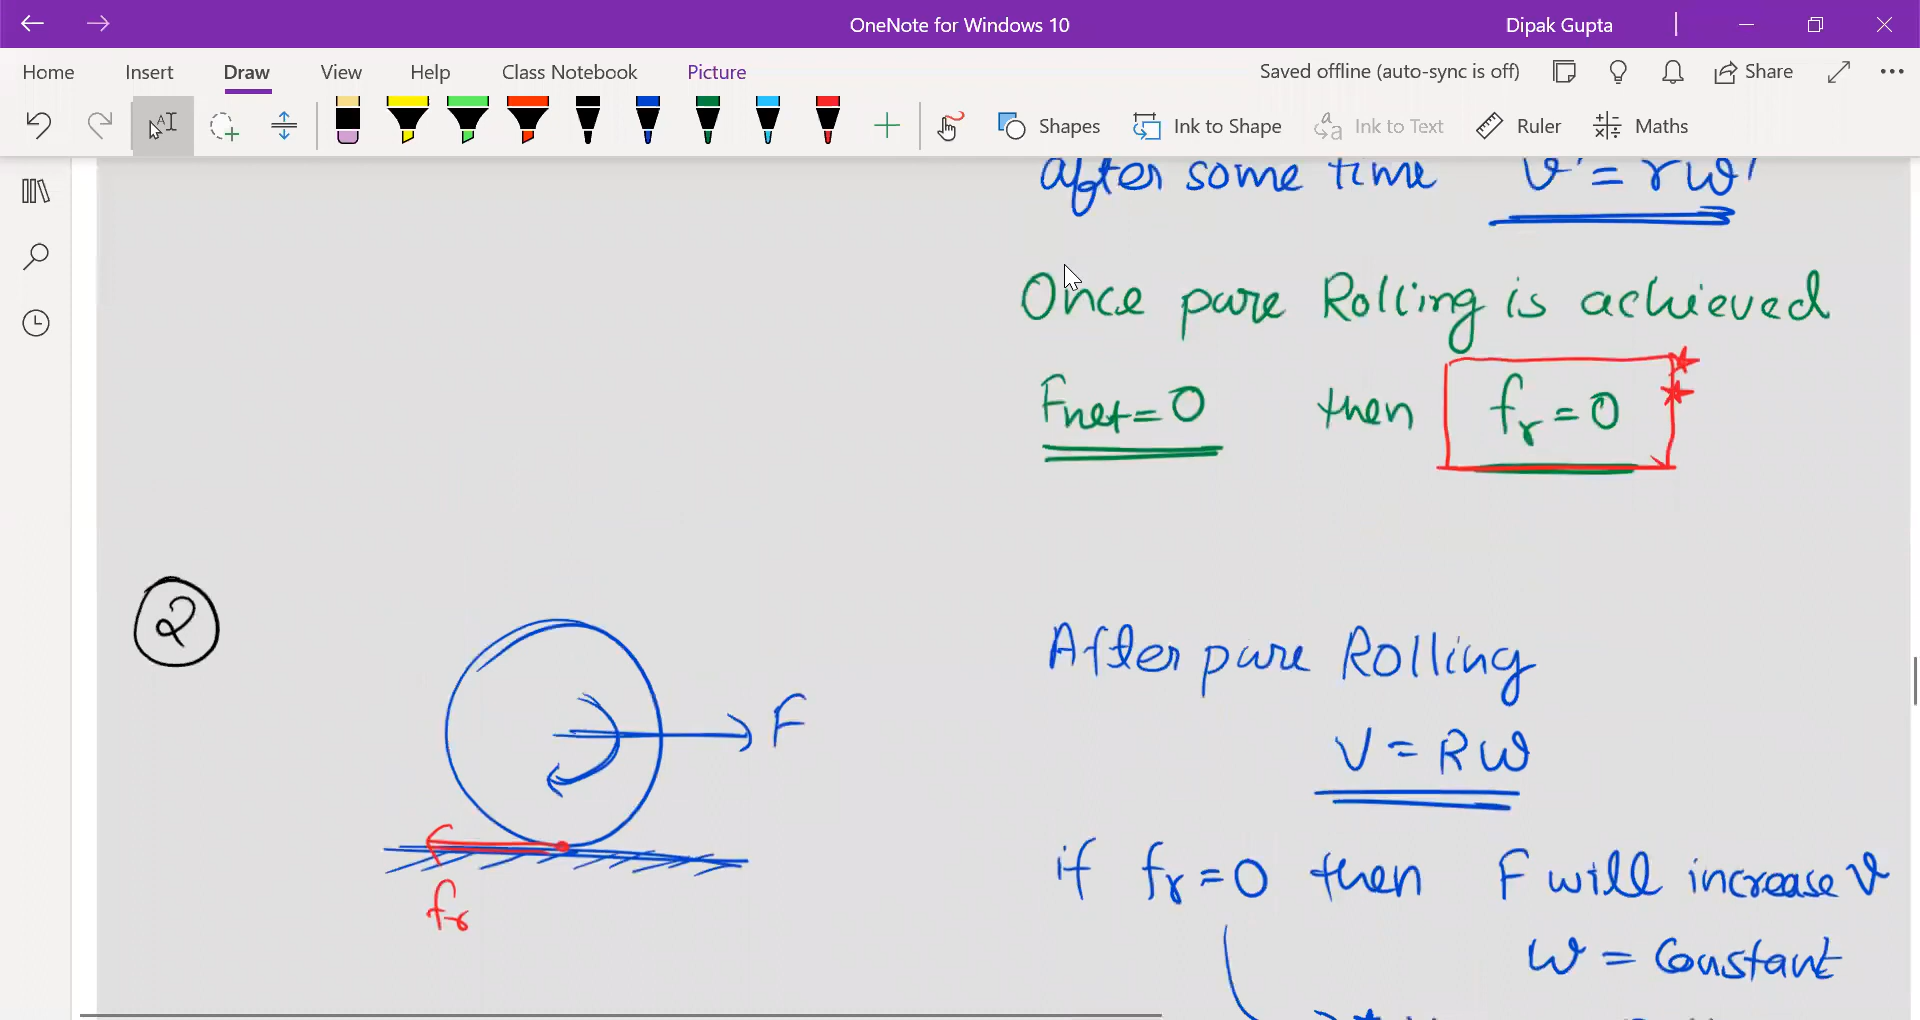 OneNote for Windows 10
Dipak Gupta
Home Insert Draw View Help Class Notebook Picture
Saved offline (auto-sync is off) Share
Shapes Ink to Shape Ink to Text Ruler Maths
after some time v' = rω'
Once pure Rolling is achieved
Fnet = 0 then fr = 0
②
After pure Rolling
F
V = Rω
if fr = 0 then F will increase v
fr
ω = Constant